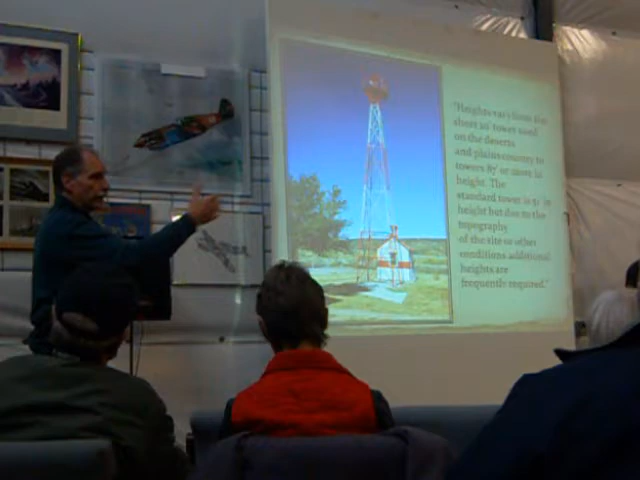 "Heights vary from the
short 20' tower used
on the deserts
and plains country to
towers 87' or more in
height. The
standard tower is 51' in
height but due to the
topography
of the site or other
conditions additional
heights are
frequently required."